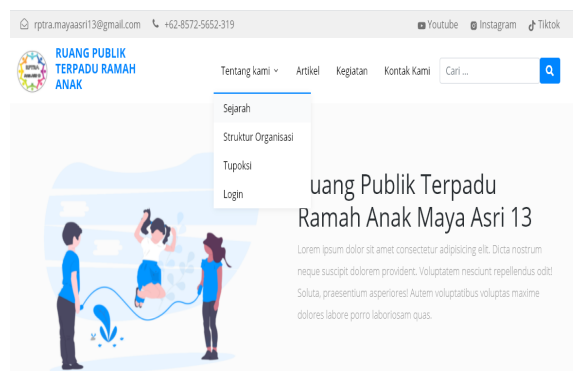 rptra.mayaasri13@gmail.com +62-8572-5652-319 Youtube Instagram Tiktok
RPTRA
RUANG PUBLIK
TERPADU RAMAH
ANAK
Tentang kami Artikel Kegiatan Kontak Kami Cari ...
Sejarah
Struktur Organisasi
Tupoksi
Login
uang Publik Terpadu
Ramah Anak Maya Asri 13
Lorem ipsum dolor sit amet consectetur adipisicing elit. Dicta nostrum
neque suscipit dolorem provident. Voluptatem nesciunt repellendus odit!
Soluta, praesentium asperiores! Autem voluptatibus voluptas maxime
dolores labore porro laboriosam quas.